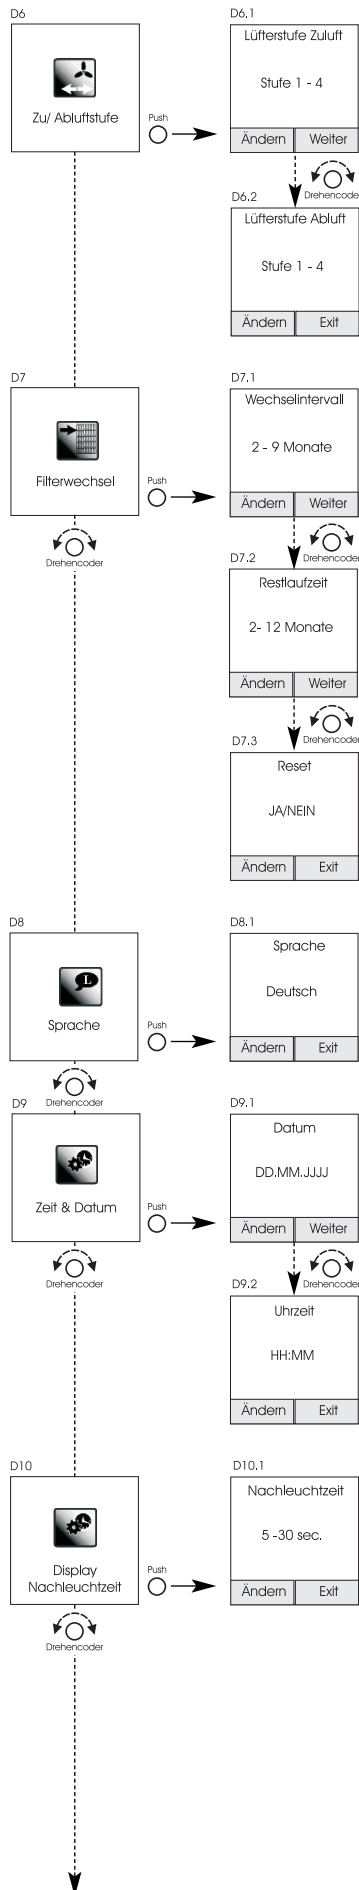 D6
Zu/ Abluftstufe
Push
D6.1
Lüfterstufe Zuluft
Stufe 1 - 4
Ändern Weiter
Drehencoder
D6.2
Lüfterstufe Abluft
Stufe 1 - 4
Ändern Exit
D7
Filterwechsel
Drehencoder
Push
D7.1
Wechselintervall
2 - 9 Monate
Ändern Weiter
Drehencoder
D7.2
Restlaufzeit
2- 12 Monate
Ändern Weiter
Drehencoder
D7.3
Reset
JA/NEIN
Ändern Exit
D8
L
Sprache
Drehencoder
Push
D8.1
Sprache
Deutsch
Ändern Exit
D9
Zeit & Datum
Drehencoder
Push
D9.1
Datum
DD.MM.JJJJ
Ändern Weiter
Drehencoder
D9.2
Uhrzeit
HH:MM
Ändern Exit
D10
Display
Nachleuchtzeit
Drehencoder
Push
D10.1
Nachleuchtzeit
5 -30 sec.
Ändern Exit